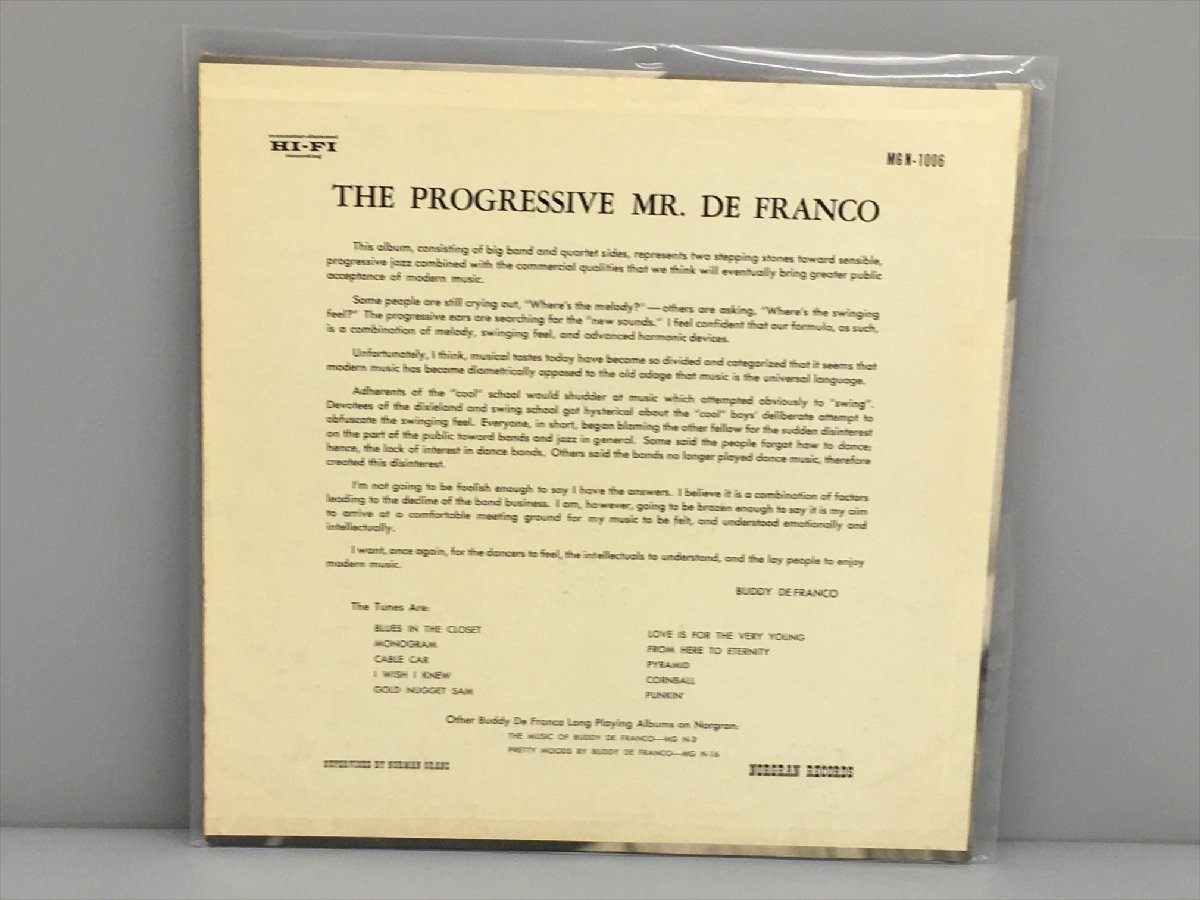 HI-FI
MG N-1006
THE PROGRESSIVE MR. DE FRANCO
This album, consisting of big band and quartet sides, represents two stepping stones toward sensible,
progressive jazz combined with the commercial qualities that we think will eventually bring greater public
acceptance of modern music.
Some people are still crying out, "Where's the melody?"—others are asking, "Where's the swinging
feel?" The progressive ears are searching for the "new sounds." I feel confident that our formula, as such,
is a combination of melody, swinging feel, and advanced harmonic devices.
Unfortunately, I think, musical tastes today have become so divided and categorized that it seems that
modern music has become diametrically opposed to the old adage that music is the universal language.
Adherents of the "cool" school would shudder at music which attempted obviously to "swing".
Devotees of the dixieland and swing school got hysterical about the "cool" boys' deliberate attempt to
obfuscate the swinging feel. Everyone, in short, began blaming the other fellow for the sudden disinterest
on the part of the public toward bands and jazz in general. Some said the people forgot how to dance;
hence, the lack of interest in dance bands. Others said the bands no longer played dance music, therefore
created this disinterest.
I'm not going to be foolish enough to say I have the answers. I believe it is a combination of factors
leading to the decline of the band business. I am, however, going to be brazen enough to say it is my aim
to arrive at a comfortable meeting ground for my music to be felt, and understood emotionally and
intellectually.
I want, once again, for the dancers to feel, the intellectuals to understand, and the lay people to enjoy
modern music.
BUDDY DE FRANCO
The Tunes Are:
BLUES IN THE CLOSET
MONOGRAM
CABLE CAR
I WISH I KNEW
GOLD NUGGET SAM
LOVE IS FOR THE VERY YOUNG
FROM HERE TO ETERNITY
PYRAMID
CORNBALL
PUNKIN'
Other Buddy De Franco Long Playing Albums on Norgran:
THE MUSIC OF BUDDY DE FRANCO—MG N-3
PRETTY MOODS BY BUDDY DE FRANCO—MG N-16
SUPERVISED BY NORMAN GRANZ
NORGRAN RECORDS